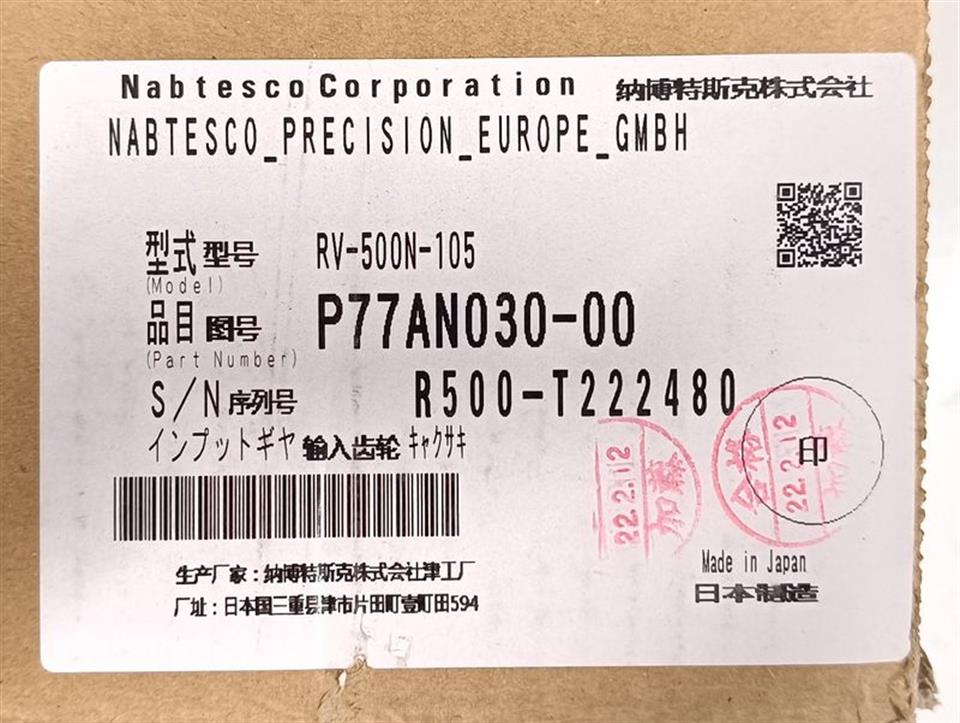 Nabtesco Corporation 纳博特斯克株式会社
NABTESCO_PRECISION_EUROPE_GMBH
型式 型号 RV-500N-105
(Model)
品目 图号 P77AN030-00
(Part Number)
S/N 序列号 R500-T222480
インプットギヤ 输入齿轮 キャクサキ
22.2.12
加藤
22.2.12
印
生产厂家：纳博特斯克株式会社津工厂
厂址：日本国三重县津市片田町壹町田594
Made in Japan
日本制造